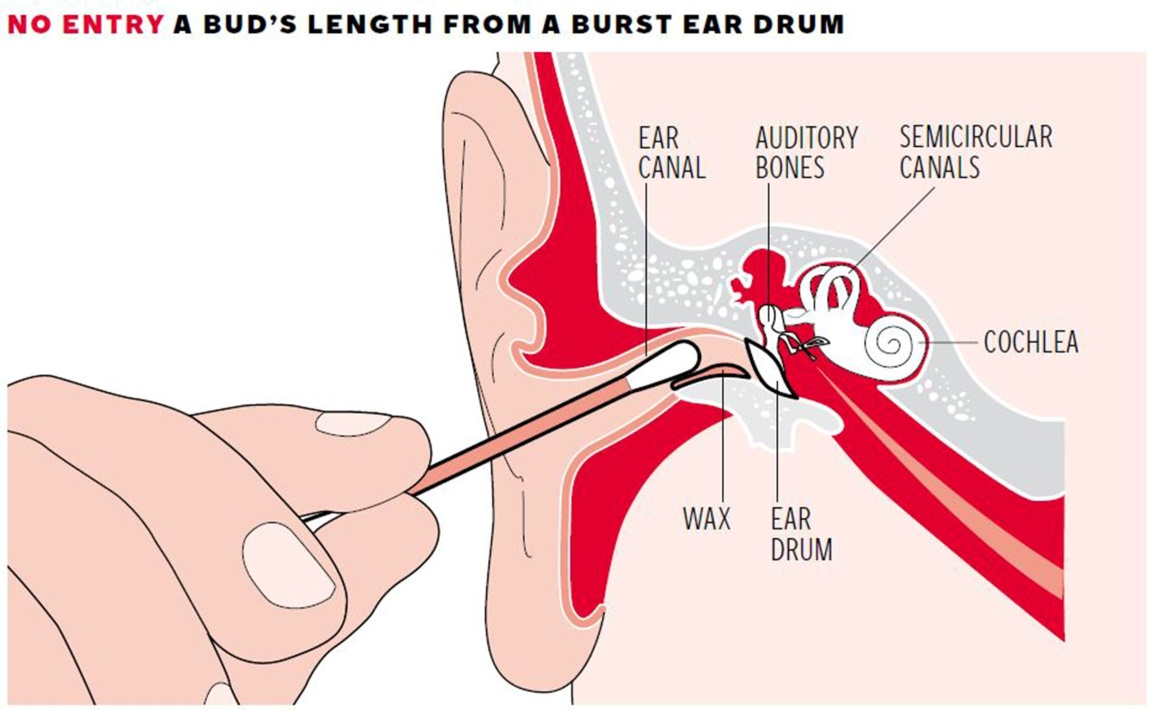 NO ENTRY A BUD’S LENGTH FROM A BURST EAR DRUM
EAR
CANAL
AUDITORY
BONES
SEMICIRCULAR
CANALS
COCHLEA
WAX
EAR
DRUM